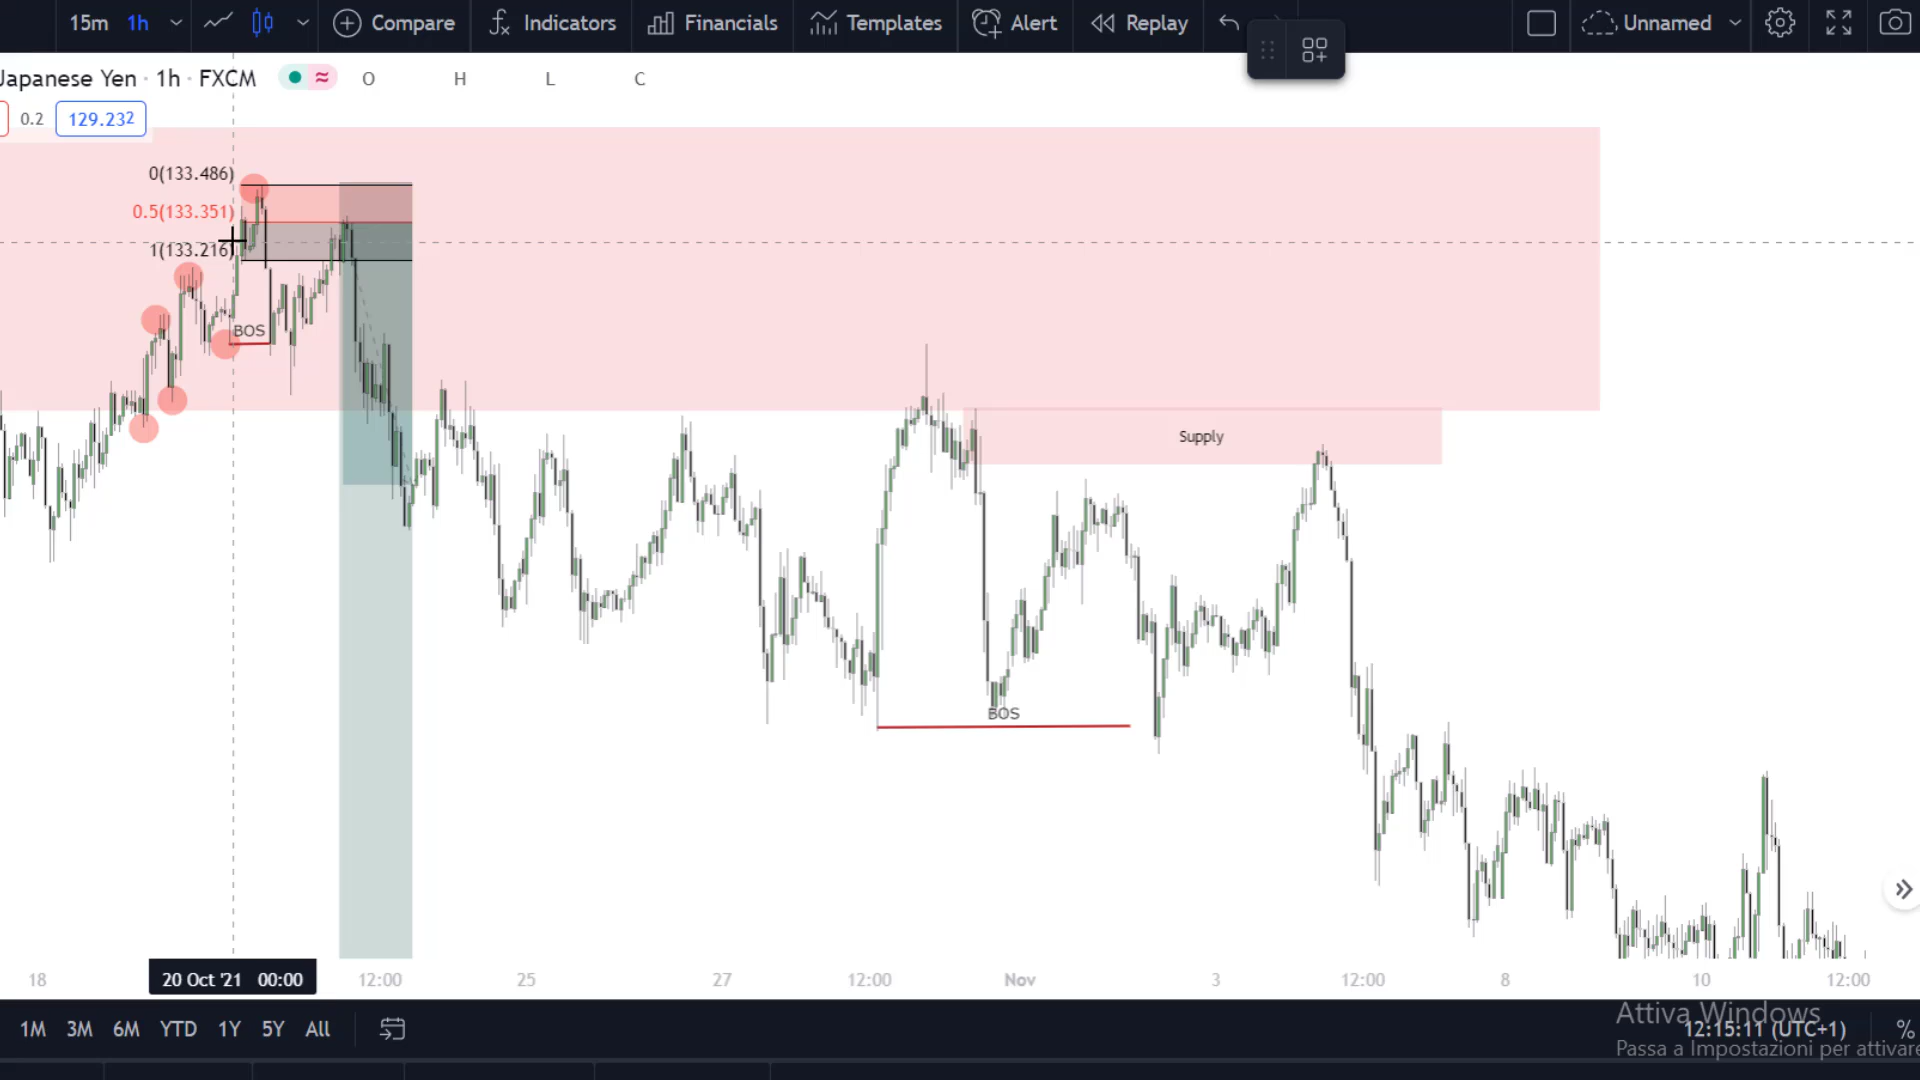 15m 1h Compare Indicators Financials Templates Alert Replay Unnamed
Japanese Yen · 1h · FXCM O H L C
0.2 129.232
0(133.486)
0.5(133.351)
1(133.216)
BOS
Supply
BOS
18 20 Oct '21 00:00 12:00 25 27 12:00 Nov 3 12:00 8 10 12:00
1M 3M 6M YTD 1Y 5Y All 12:15:11 (UTC+1) %
Attiva Windows
Passa a Impostazioni per attivare